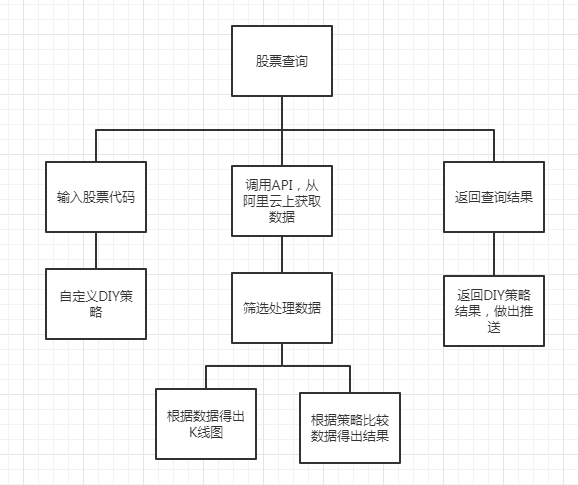 股票查询
输入股票代码
调用API，从
阿里云上获取
数据
返回查询结果
自定义DIY策
略
筛选处理数据
返回DIY策略
结果，做出推
送
根据数据得出
K线图
根据策略比较
数据得出结果